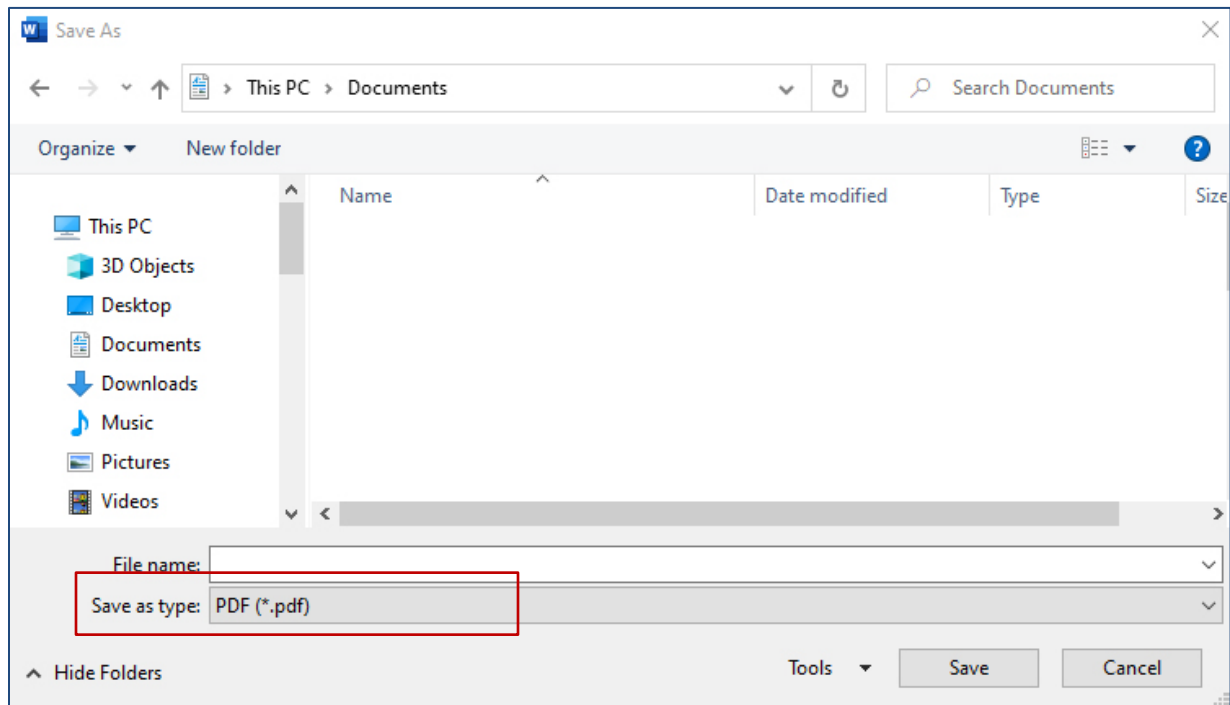 Save As
This PC > Documents
Search Documents
Organize
New folder
Name
Date modified
Type
Size
This PC
3D Objects
Desktop
Documents
Downloads
Music
Pictures
Videos
File name:
Save as type: PDF (*.pdf)
Hide Folders
Tools
Save
Cancel